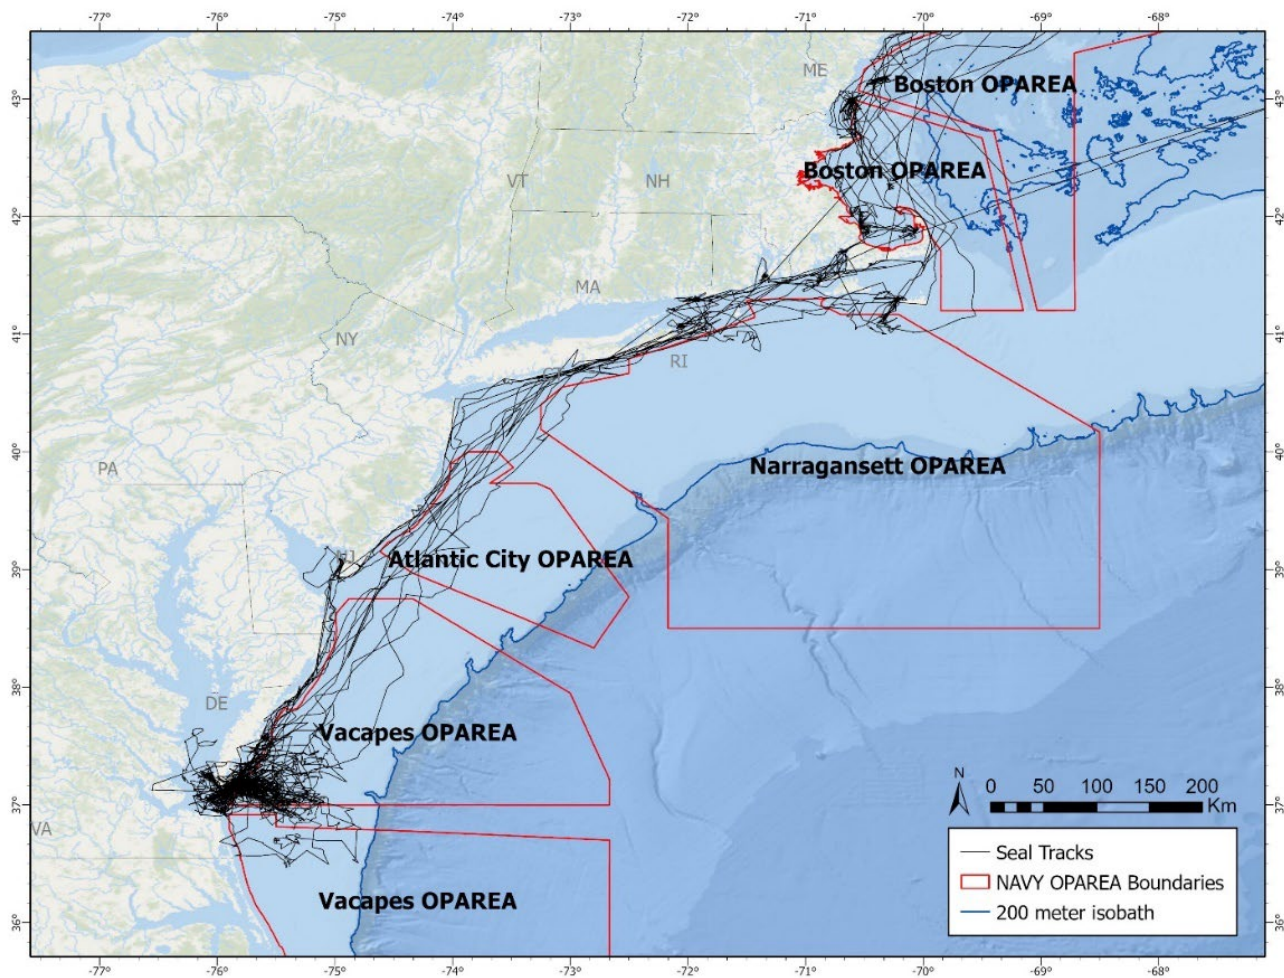 -77° -76° -75° -74° -73° -72° -71° -70° -69° -68°
ME
Boston OPAREA
43° 43°
Boston OPAREA
VT NH
42° 42°
MA
41° 41°
NY
RI
CT
40° 40°
PA
Narragansett OPAREA
NJ
Atlantic City OPAREA
39° 39°
38° 38°
DE
Vacapes OPAREA
N
0 50 100 150 200
Km
37° 37°
VA
Seal Tracks
NAVY OPAREA Boundaries
Vacapes OPAREA
200 meter isobath
36° 36°
-77° -76° -75° -74° -73° -72° -71° -70° -69° -68°